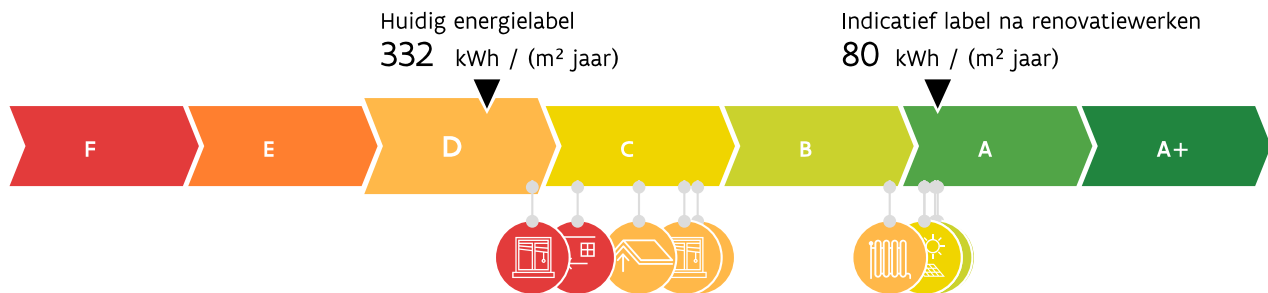 Huidig energielabel
332 kWh / (m² jaar)
Indicatief label na renovatiewerken
80 kWh / (m² jaar)
F E D C B A A+